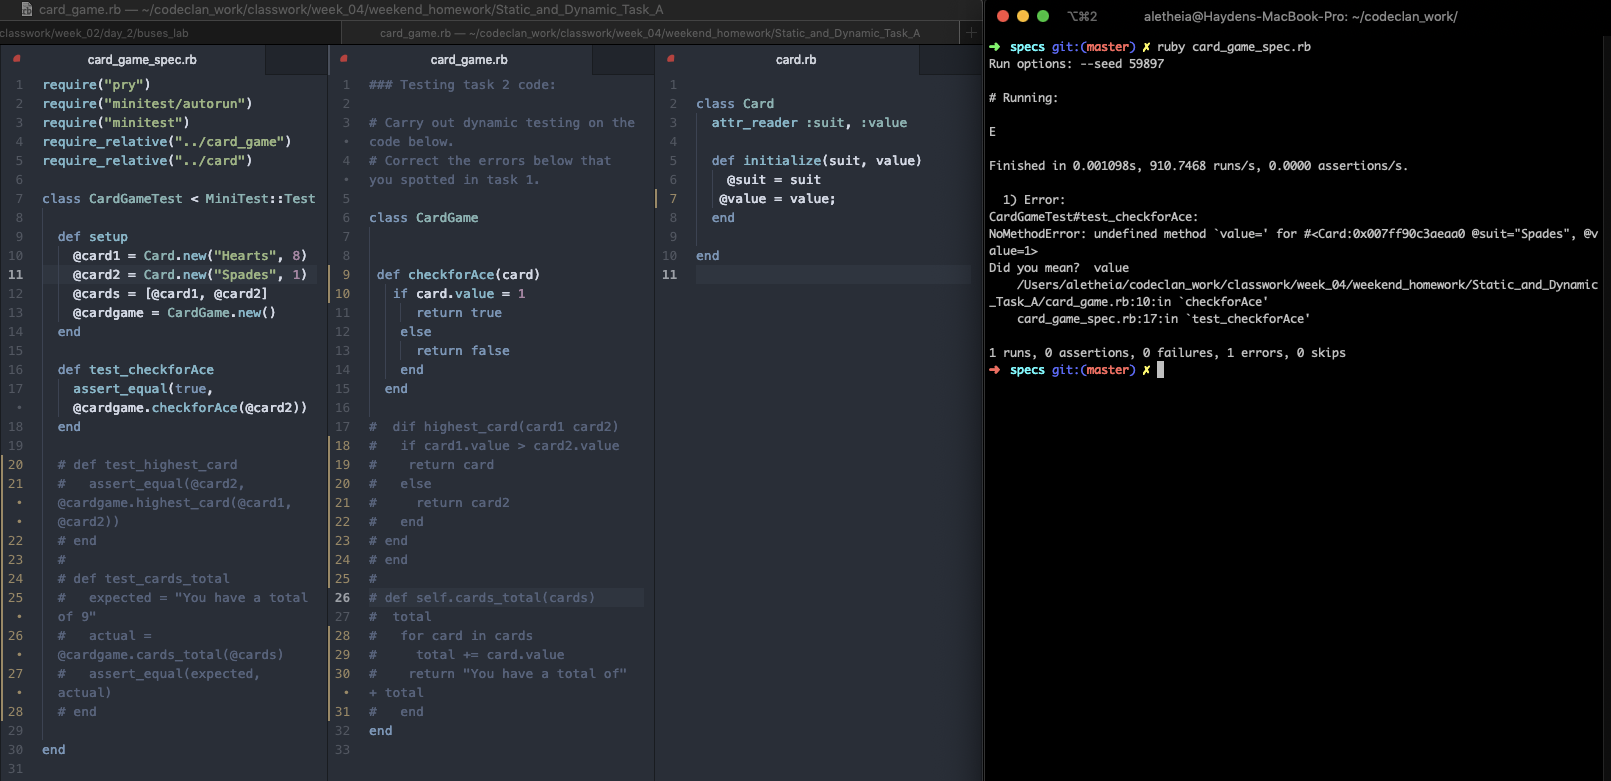 card_game.rb — ~/codeclan_work/classwork/week_04/weekend_homework/Static_and_Dynamic_Task_A
classwork/week_02/day_2/buses_lab
card_game.rb — ~/codeclan_work/classwork/week_04/weekend_homework/Static_and_Dynamic_Task_A
+
card_game_spec.rb
1 require("pry")
2 require("minitest/autorun")
3 require("minitest")
4 require_relative("../card_game")
5 require_relative("../card")
6
7 class CardGameTest < MiniTest::Test
8
9   def setup
10     @card1 = Card.new("Hearts", 8)
11     @card2 = Card.new("Spades", 1)
12     @cards = [@card1, @card2]
13     @cardgame = CardGame.new()
14   end
15
16   def test_checkforAce
17     assert_equal(true,
•     @cardgame.checkforAce(@card2))
18   end
19
20   # def test_highest_card
21   #   assert_equal(@card2,
•   @cardgame.highest_card(@card1,
•   @card2))
22   # end
23   #
24   # def test_cards_total
25   #   expected = "You have a total
•   of 9"
26   #   actual =
•   @cardgame.cards_total(@cards)
27   #   assert_equal(expected,
•   actual)
28   # end
29
30 end
31
card_game.rb
1 ### Testing task 2 code:
2
3 # Carry out dynamic testing on the
• code below.
4 # Correct the errors below that
• you spotted in task 1.
5
6 class CardGame
7
8
9  def checkforAce(card)
10    if card.value = 1
11       return true
12     else
13       return false
14     end
15   end
16
17 #  dif highest_card(card1 card2)
18 #   if card1.value > card2.value
19 #    return card
20 #   else
21 #     return card2
22 #   end
23 # end
24 # end
25 #
26 # def self.cards_total(cards)
27 #  total
28 #   for card in cards
29 #     total += card.value
30 #    return "You have a total of"
• + total
31 #   end
32 end
33
card.rb
1
2 class Card
3   attr_reader :suit, :value
4
5   def initialize(suit, value)
6     @suit = suit
7    @value = value;
8   end
9
10 end
11
⌥⌘2
aletheia@Haydens-MacBook-Pro: ~/codeclan_work/
➜  specs git:(master) ✗ ruby card_game_spec.rb
Run options: --seed 59897
# Running:
E
Finished in 0.001098s, 910.7468 runs/s, 0.0000 assertions/s.
  1) Error:
CardGameTest#test_checkforAce:
NoMethodError: undefined method `value=' for #<Card:0x007ff90c3aeaa0 @suit="Spades", @v
alue=1>
Did you mean?  value
    /Users/aletheia/codeclan_work/classwork/week_04/weekend_homework/Static_and_Dynamic
_Task_A/card_game.rb:10:in `checkforAce'
    card_game_spec.rb:17:in `test_checkforAce'
1 runs, 0 assertions, 0 failures, 1 errors, 0 skips
➜  specs git:(master) ✗